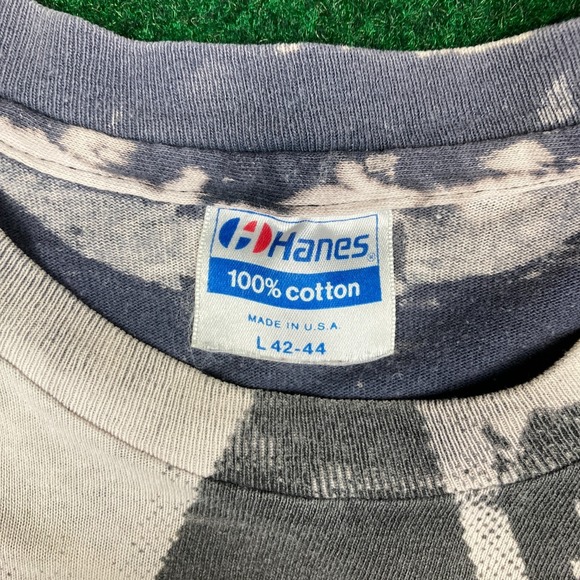 Hanes®
100% cotton
MADE IN U.S.A.
L 42-44